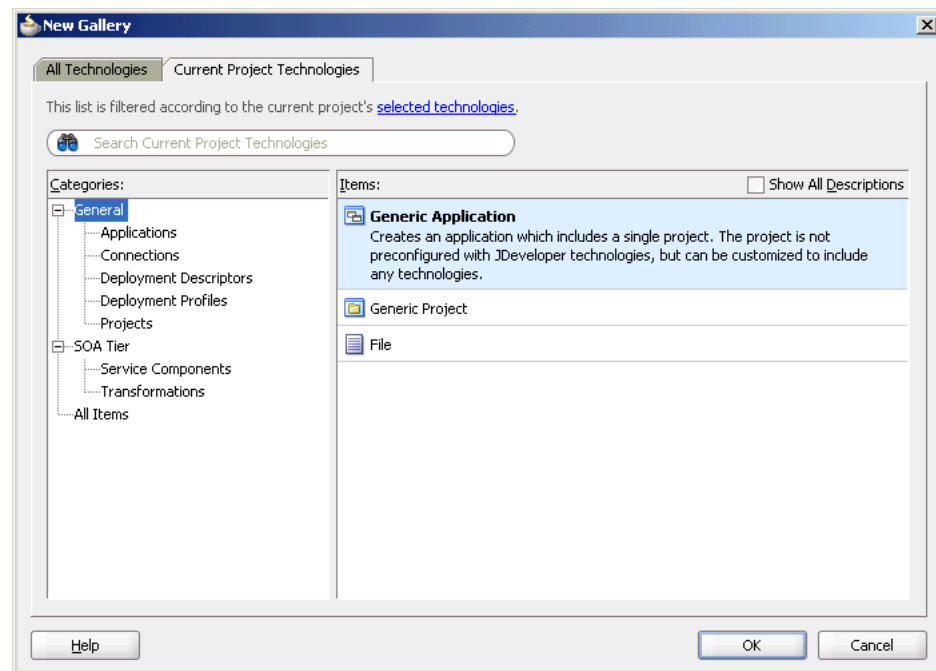 New Gallery
All Technologies
Current Project Technologies
This list is filtered according to the current project's selected technologies.
Search Current Project Technologies
Categories:
General
Applications
Connections
Deployment Descriptors
Deployment Profiles
Projects
SOA Tier
Service Components
Transformations
All Items
Items:
Show All Descriptions
Generic Application
Creates an application which includes a single project. The project is not
preconfigured with JDeveloper technologies, but can be customized to include
any technologies.
Generic Project
File
Help
OK
Cancel